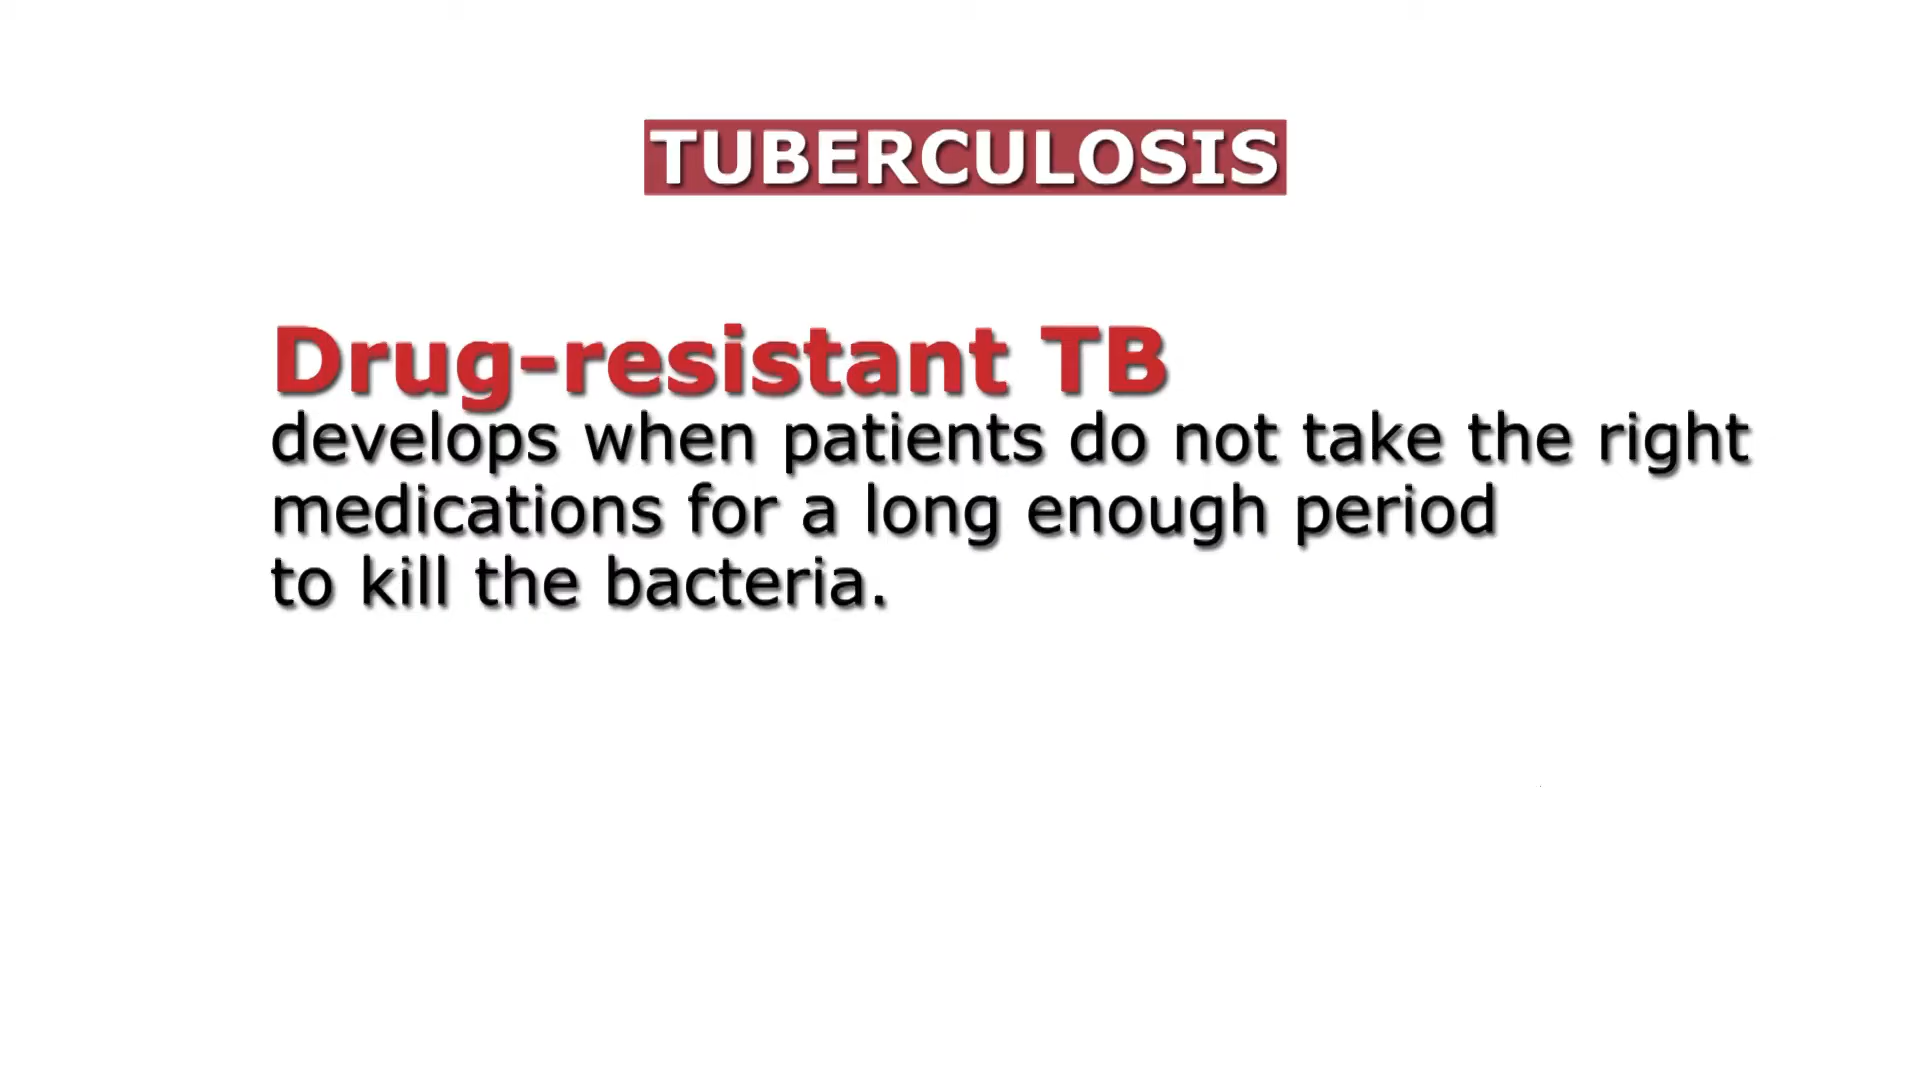 TUBERCULOSIS
Drug-resistant TB
develops when patients do not take the right
medications for a long enough period
to kill the bacteria.